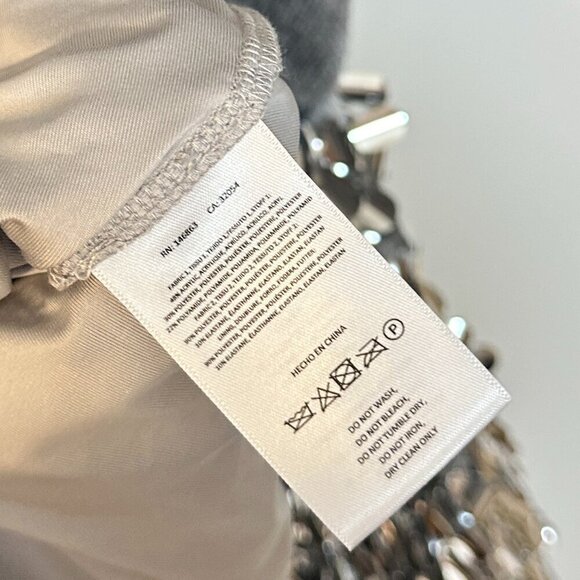 RN: 146863 CA: 32054
FABRIC 1, TISSU 1, TEJIDO 1, TESSUTO 1, STOFF 1:
48% ACRYLIC, ACRYLIQUE, ACRÍLICO, ACRILICO, ACRYL
30% POLYESTER, POLYESTER, POLIÉSTER, POLIESTERE, POLYESTER
22% POLYAMIDE, POLYAMIDE, POLIAMIDA, POLIAMMIDE, POLYAMID
FABRIC 2, TISSU 2, TEJIDO 2, TESSUTO 2, STOFF 2:
90% POLYESTER, POLYESTER, POLIÉSTER, POLIESTERE, POLYESTER
10% ELASTANE, ÉLASTHANNE, ELASTANO, ELASTAN, ELASTAN
LINING, DOUBLURE, FORRO, FODERA, FUTTER:
90% POLYESTER, POLYESTER, POLIÉSTER, POLIESTERE, POLYESTER
10% ELASTANE, ÉLASTHANNE, ELASTANO, ELASTAN, ELASTAN
HECHO EN CHINA
P
DO NOT WASH,
DO NOT BLEACH,
DO NOT TUMBLE DRY,
DO NOT IRON,
DRY CLEAN ONLY